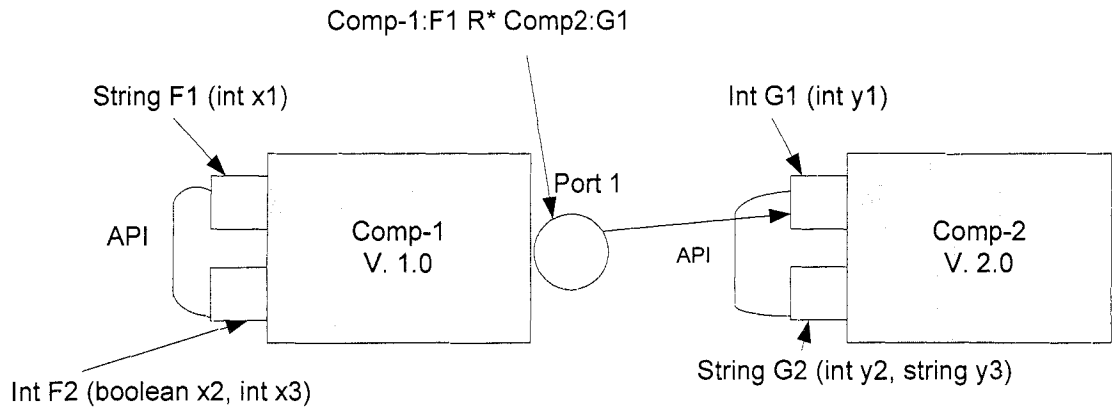 Comp-1:F1 R* Comp2:G1
String F1 (int x1)
Int G1 (int y1)
Port 1
API
Comp-1
V. 1.0
API
Comp-2
V. 2.0
Int F2 (boolean x2, int x3)
String G2 (int y2, string y3)